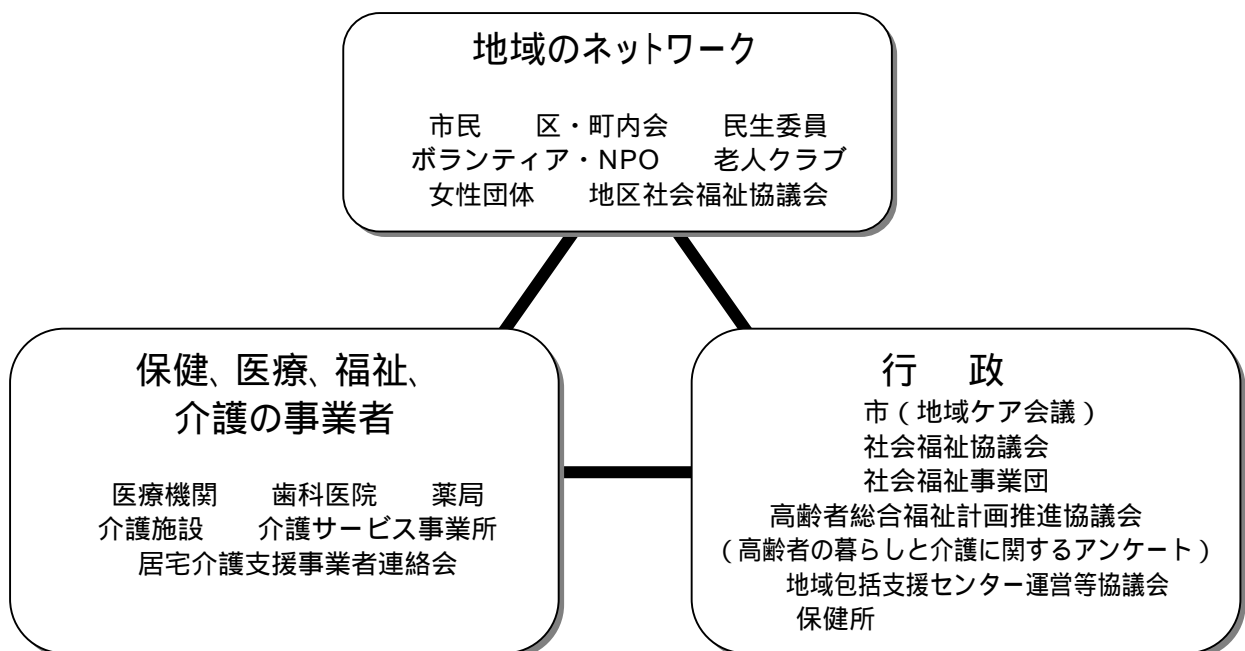 地域のネットワーク
市民　　区・町内会　　民生委員
ボランティア・NPO　　老人クラブ
女性団体　　地区社会福祉協議会
保健、医療、福祉、
介護の事業者
医療機関　　歯科医院　　薬局
介護施設　　介護サービス事業所
居宅介護支援事業者連絡会
行　政
市（地域ケア会議）
社会福祉協議会
社会福祉事業団
高齢者総合福祉計画推進協議会
（高齢者の暮らしと介護に関するアンケート）
地域包括支援センター運営等協議会
保健所